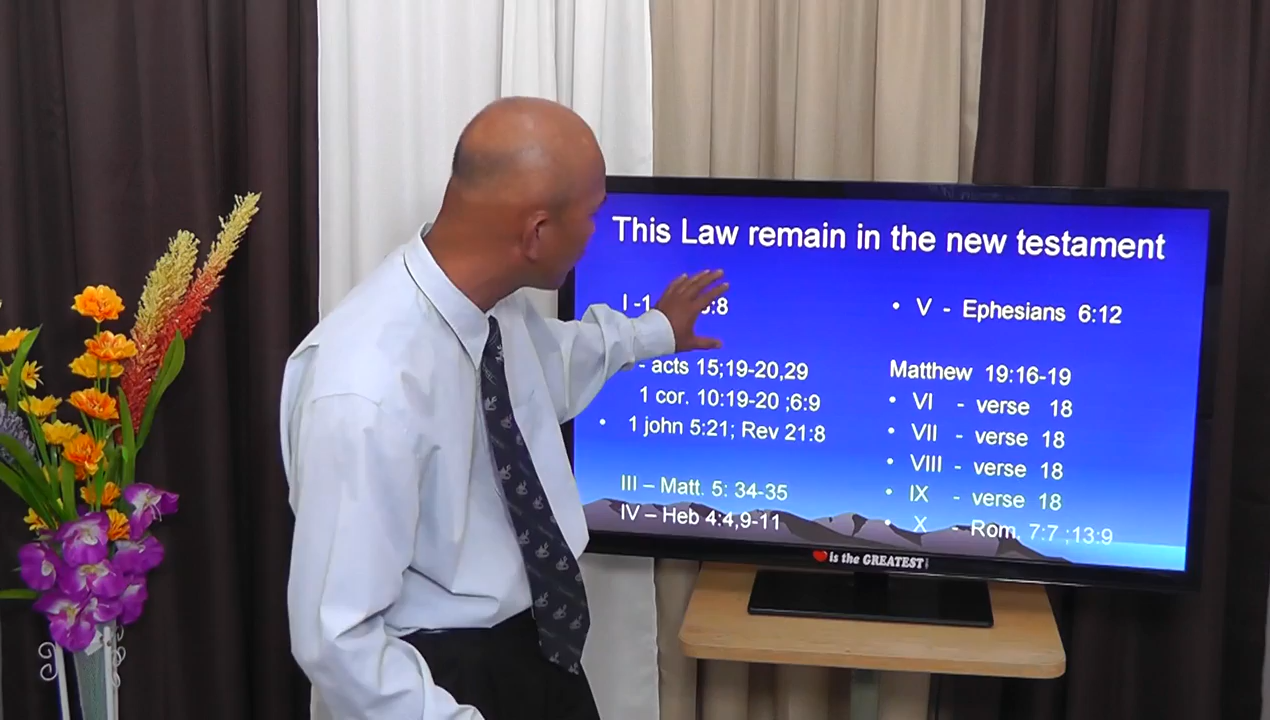 This Law remain in the new testament
I -1 :8
- acts 15;19-20,29
1 cor. 10:19-20 ;6:9
• 1 john 5:21; Rev 21:8
III – Matt. 5: 34-35
IV – Heb 4:4,9-11
• V - Ephesians 6:12
Matthew 19:16-19
• VI - verse 18
• VII - verse 18
• VIII - verse 18
• IX - verse 18
• X - Rom. 7:7 ;13:9
is the GREATEST!